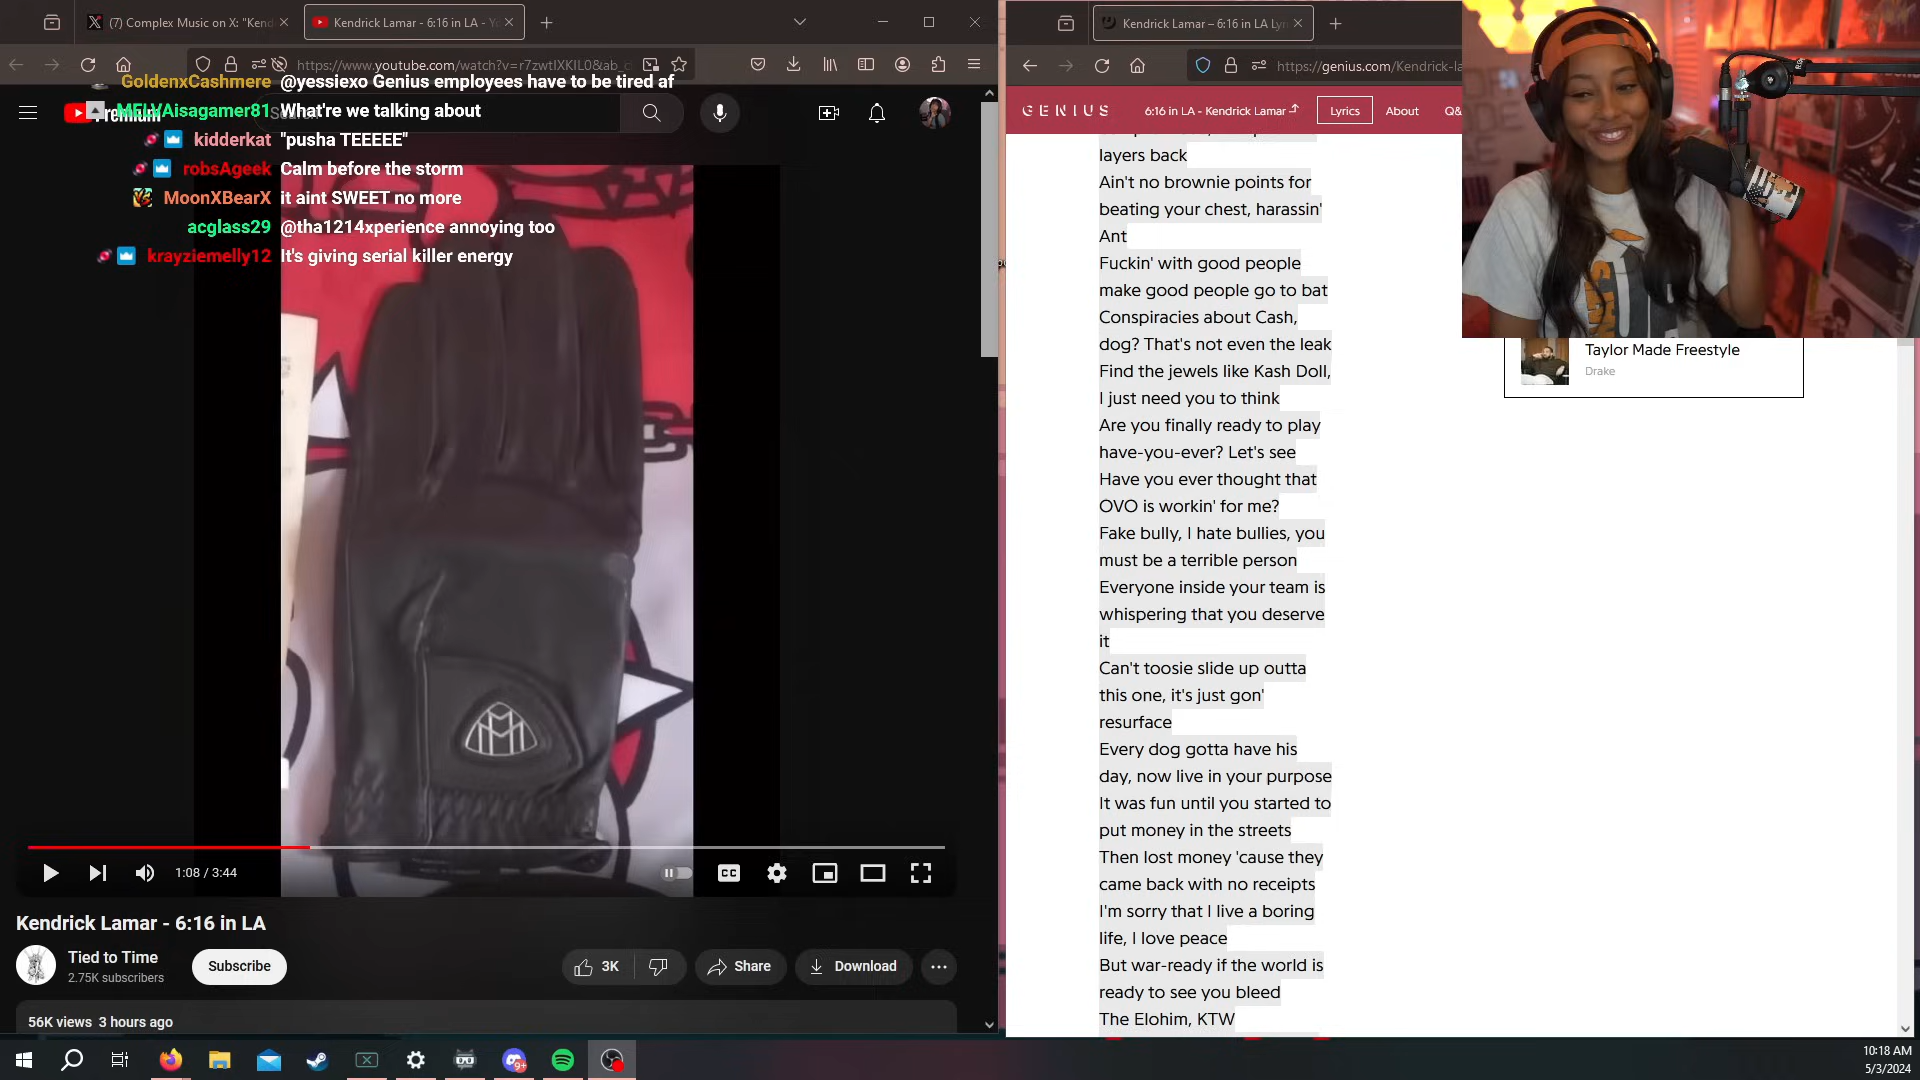 (7) Complex Music on X: "Kend
Kendrick Lamar - 6:16 in LA - Yo
Kendrick Lamar – 6:16 in LA Lyri
https://www.youtube.com/watch?v=r7zwtIXKIL0&ab_c
https://genius.com/Kendrick-la
GoldenxCashmere @yessiexo Genius employees have to be tired af
MELVAisagamer81 What're we talking about
kidderkat "pusha TEEEEE"
robsAgeek Calm before the storm
MoonXBearX it aint SWEET no more
acglass29 @tha1214xperience annoying too
krayziemelly12 It's giving serial killer energy
Premium
GENIUS
6:16 in LA - Kendrick Lamar
Lyrics
About
Q&
layers back
Ain't no brownie points for
beating your chest, harassin'
Ant
Fuckin' with good people
make good people go to bat
Conspiracies about Cash,
dog? That's not even the leak
Find the jewels like Kash Doll,
I just need you to think
Are you finally ready to play
have-you-ever? Let's see
Have you ever thought that
OVO is workin' for me?
Fake bully, I hate bullies, you
must be a terrible person
Everyone inside your team is
whispering that you deserve
it
Can't toosie slide up outta
this one, it's just gon'
resurface
Every dog gotta have his
day, now live in your purpose
It was fun until you started to
put money in the streets
Then lost money 'cause they
came back with no receipts
I'm sorry that I live a boring
life, I love peace
But war-ready if the world is
ready to see you bleed
The Elohim, KTW
Taylor Made Freestyle
Drake
1:08 / 3:44
CC
Kendrick Lamar - 6:16 in LA
Tied to Time
2.75K subscribers
Subscribe
3K
Share
Download
56K views 3 hours ago
9+
10:18 AM
5/3/2024